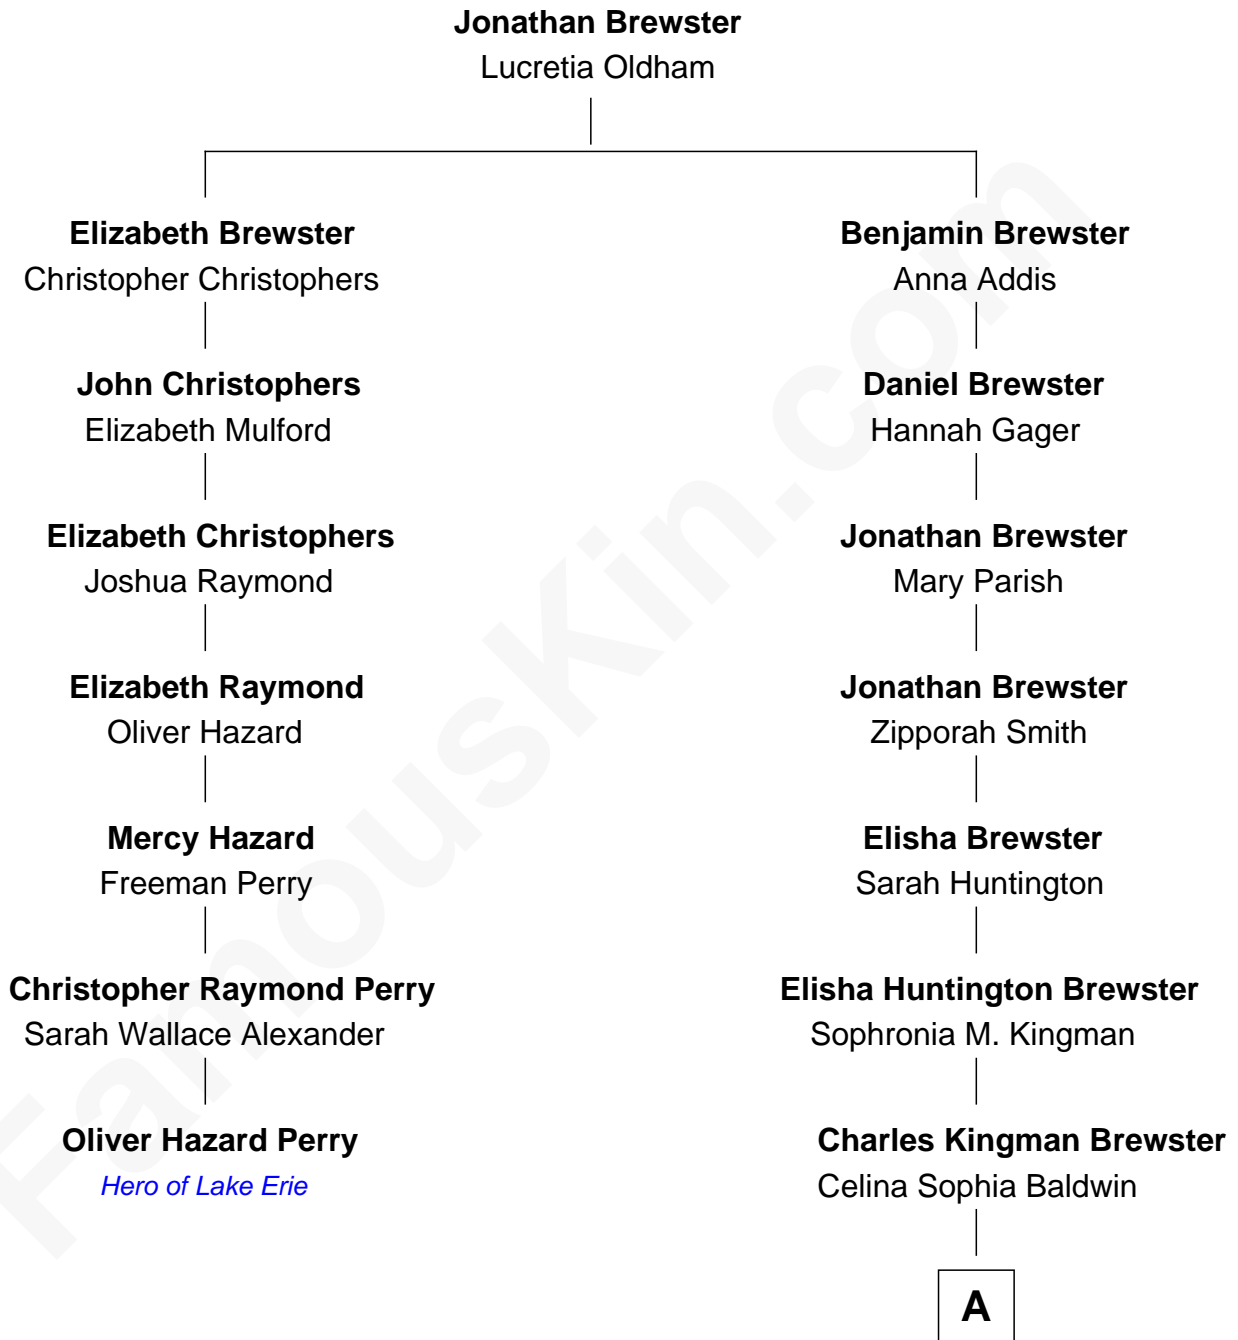 Jonathan Brewster
Lucretia Oldham
Elizabeth Brewster
Christopher Christophers
Benjamin Brewster
Anna Addis
John Christophers
Elizabeth Mulford
Daniel Brewster
Hannah Gager
Elizabeth Christophers
Joshua Raymond
Jonathan Brewster
Mary Parish
Elizabeth Raymond
Oliver Hazard
Jonathan Brewster
Zipporah Smith
Mercy Hazard
Freeman Perry
Elisha Brewster
Sarah Huntington
Christopher Raymond Perry
Sarah Wallace Alexander
Elisha Huntington Brewster
Sophronia M. Kingman
Oliver Hazard Perry
Hero of Lake Erie
Charles Kingman Brewster
Celina Sophia Baldwin
A
FamousKin.com